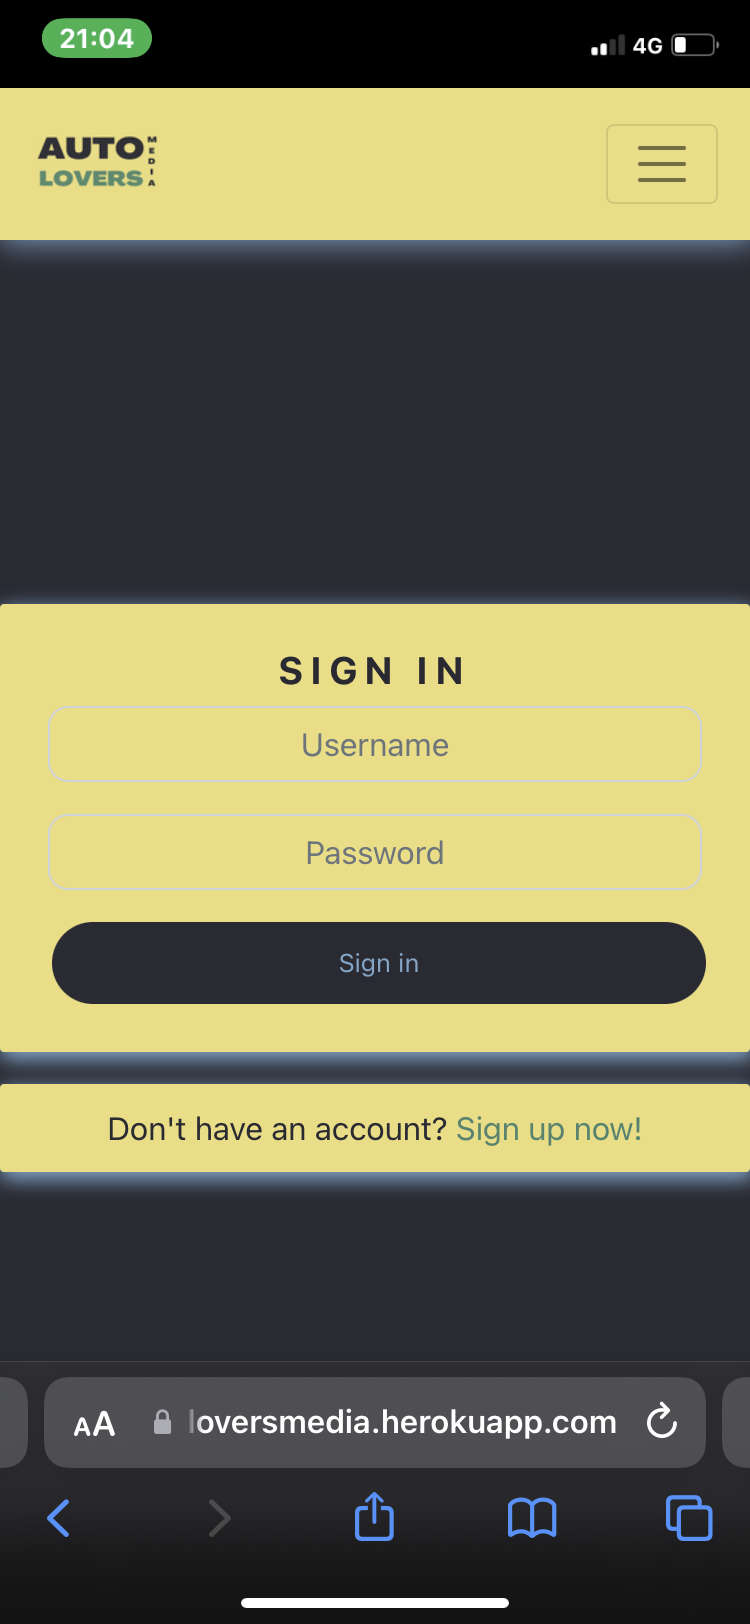 21:04
4G
AUTO
LOVERS
MEDIA
SIGN IN
Username
Password
Sign in
Don't have an account? Sign up now!
AA loversmedia.herokuapp.com